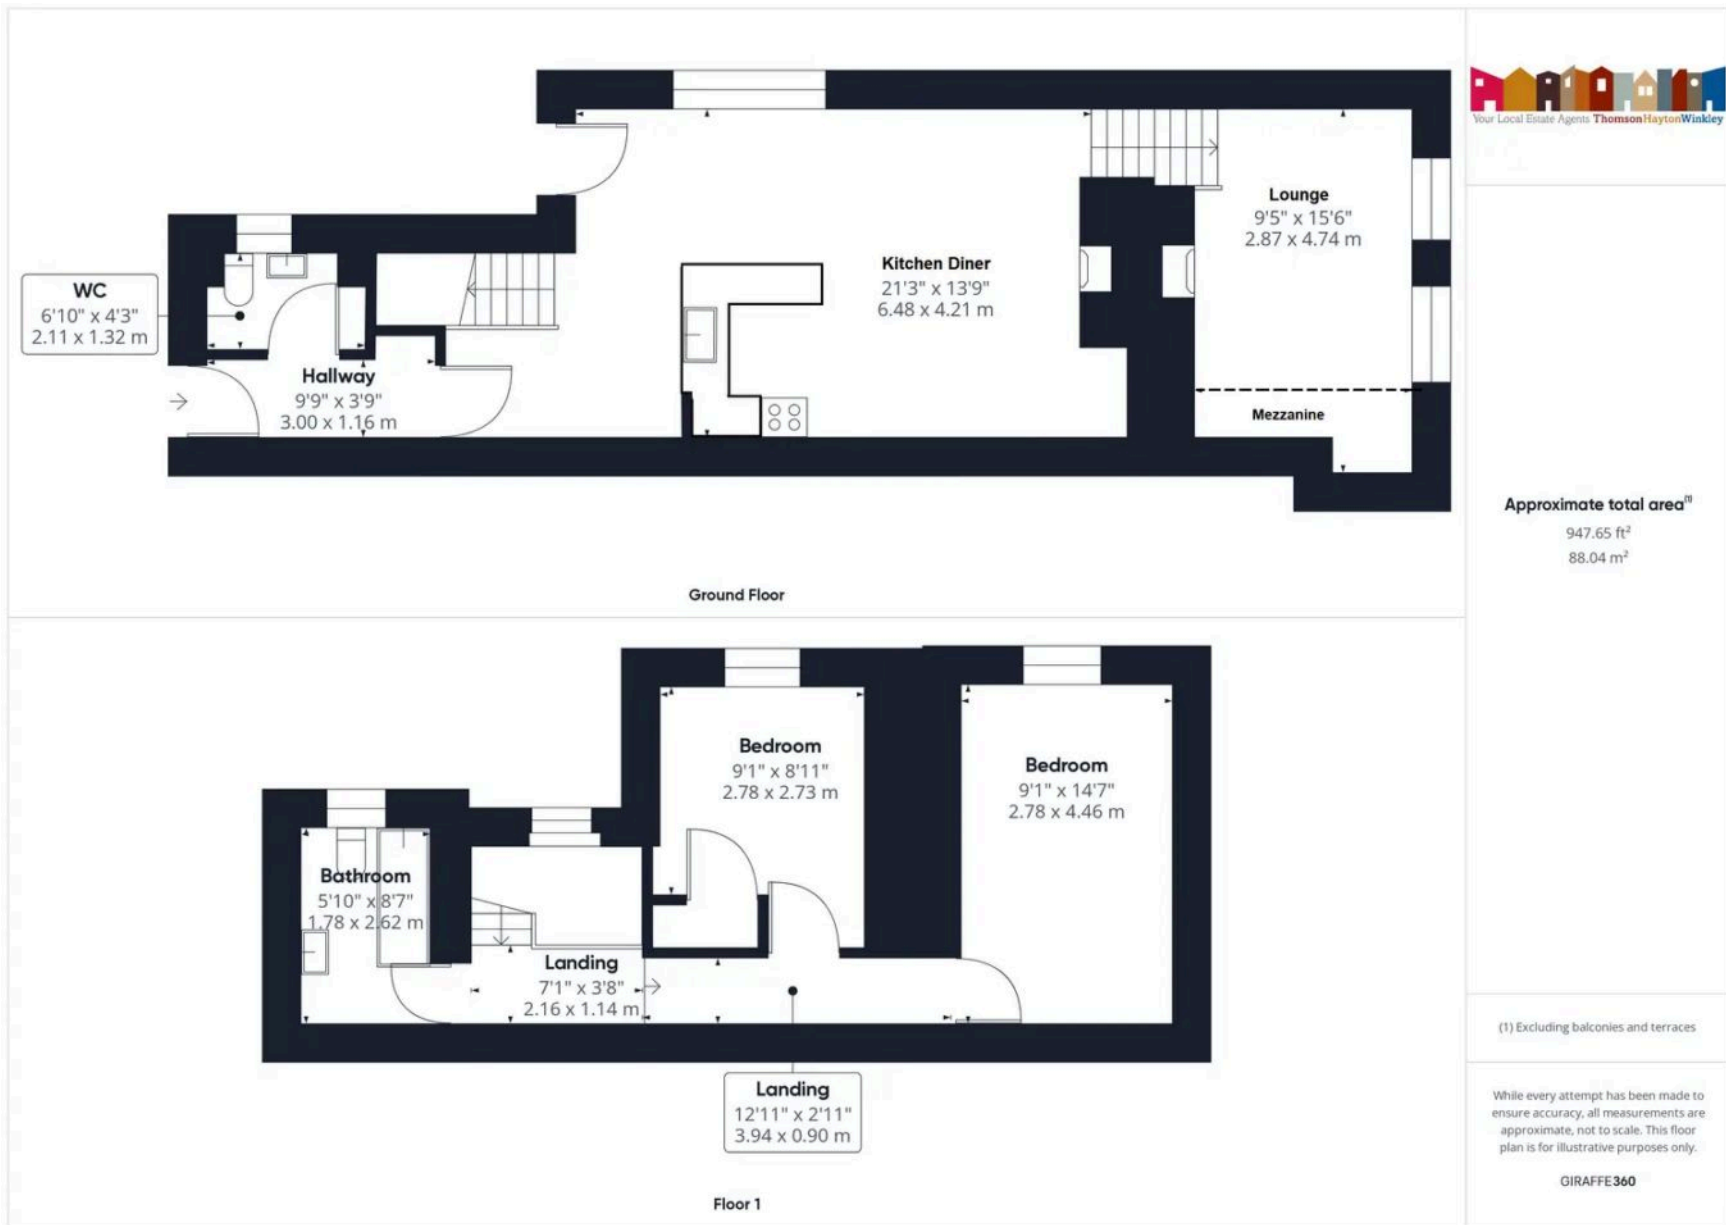 WC
6'10" x 4'3"
2.11 x 1.32 m
Hallway
9'9" x 3'9"
3.00 x 1.16 m
Kitchen Diner
21'3" x 13'9"
6.48 x 4.21 m
Lounge
9'5" x 15'6"
2.87 x 4.74 m
Mezzanine
Ground Floor
Bathroom
5'10" x 8'7"
1.78 x 2.62 m
Landing
7'1" x 3'8"
2.16 x 1.14 m
Bedroom
9'1" x 8'11"
2.78 x 2.73 m
Bedroom
9'1" x 14'7"
2.78 x 4.46 m
Landing
12'11" x 2'11"
3.94 x 0.90 m
Floor 1
Your Local Estate Agents ThomsonHaytonWinkley
Approximate total area(1)
947.65 ft²
88.04 m²
(1) Excluding balconies and terraces
While every attempt has been made to
ensure accuracy, all measurements are
approximate, not to scale. This floor
plan is for illustrative purposes only.
GIRAFFE360